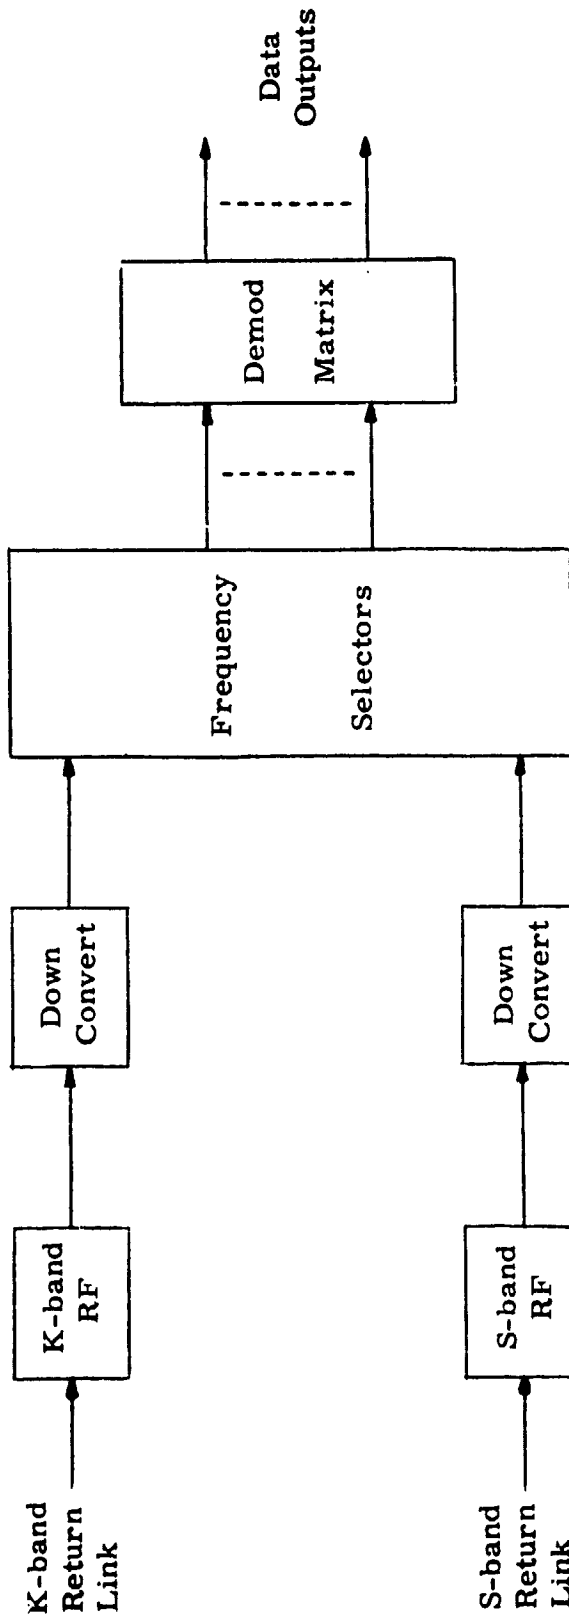 K-band
Return
Link
K-band
RF
Down
Convert
S-band
Return
Link
S-band
RF
Down
Convert
Frequency
Selectors
Demod
Matrix
Data
Outputs